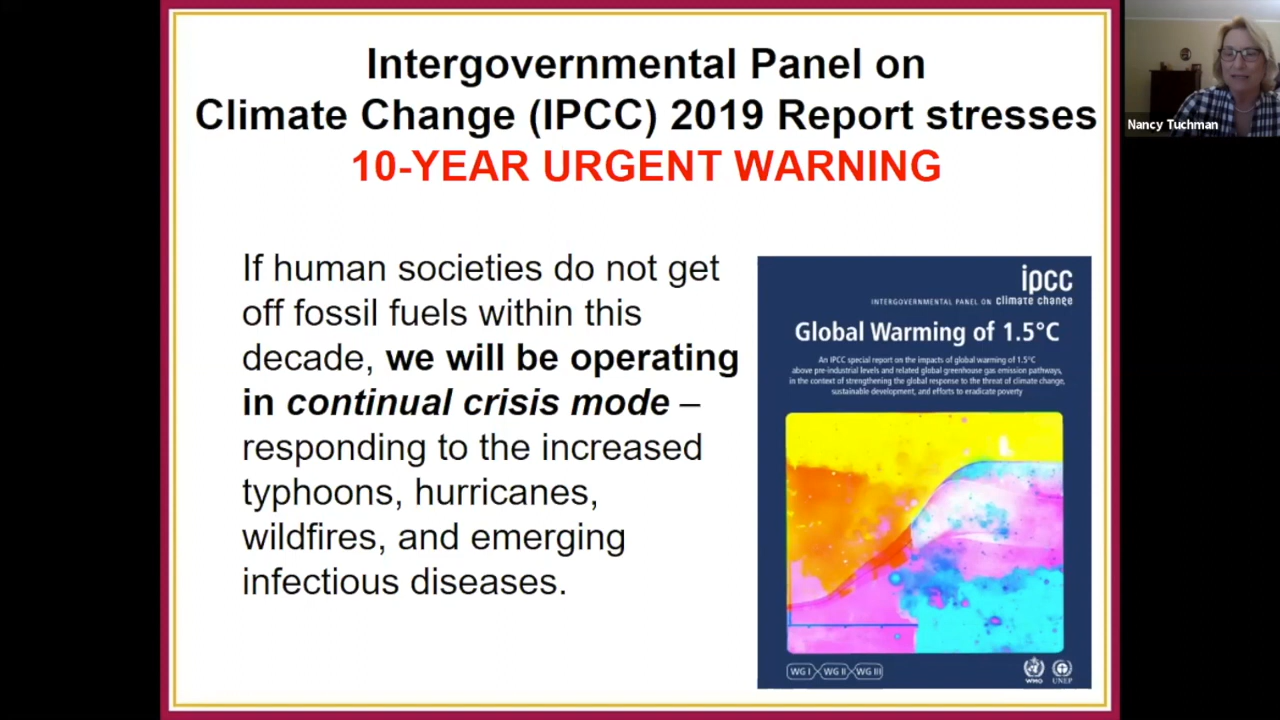 Intergovernmental Panel on
Climate Change (IPCC) 2019 Report stresses
10-YEAR URGENT WARNING
If human societies do not get
off fossil fuels within this
decade, we will be operating
in continual crisis mode –
responding to the increased
typhoons, hurricanes,
wildfires, and emerging
infectious diseases.
ipcc
INTERGOVERNMENTAL PANEL ON climate change
Global Warming of 1.5°C
An IPCC special report on the impacts of global warming of 1.5°C
above pre-industrial levels and related global greenhouse gas emission pathways,
in the context of strengthening the global response to the threat of climate change,
sustainable development, and efforts to eradicate poverty
WG I WG II WG III
WMO UNEP
Nancy Tuchman